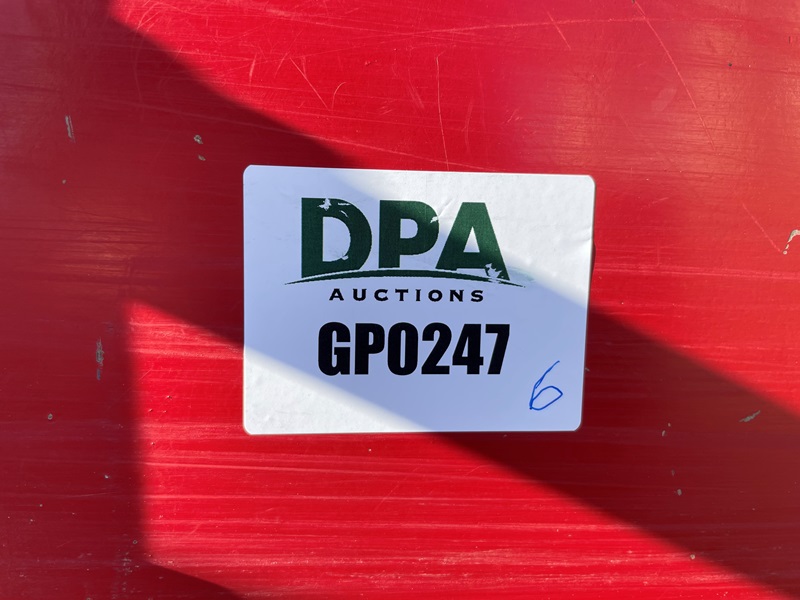 DPA
AUCTIONS
GP0247
6